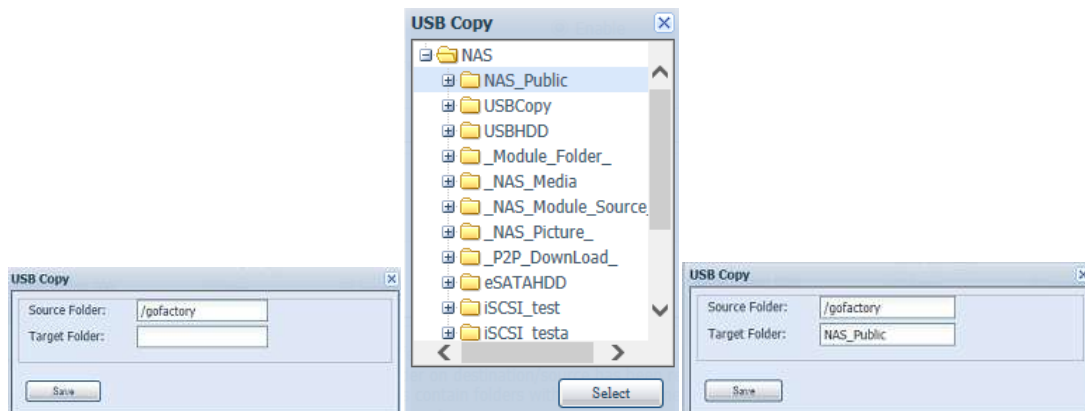 USB Copy
Source Folder: /gofactory
Target Folder:
Save
USB Copy
NAS
NAS_Public
USBCopy
USBHDD
_Module_Folder_
_NAS_Media
_NAS_Module_Source_
_NAS_Picture_
_P2P_DownLoad_
eSATAHDD
iSCSI_test
iSCSI_testa
Select
USB Copy
Source Folder: /gofactory
Target Folder: NAS_Public
Save